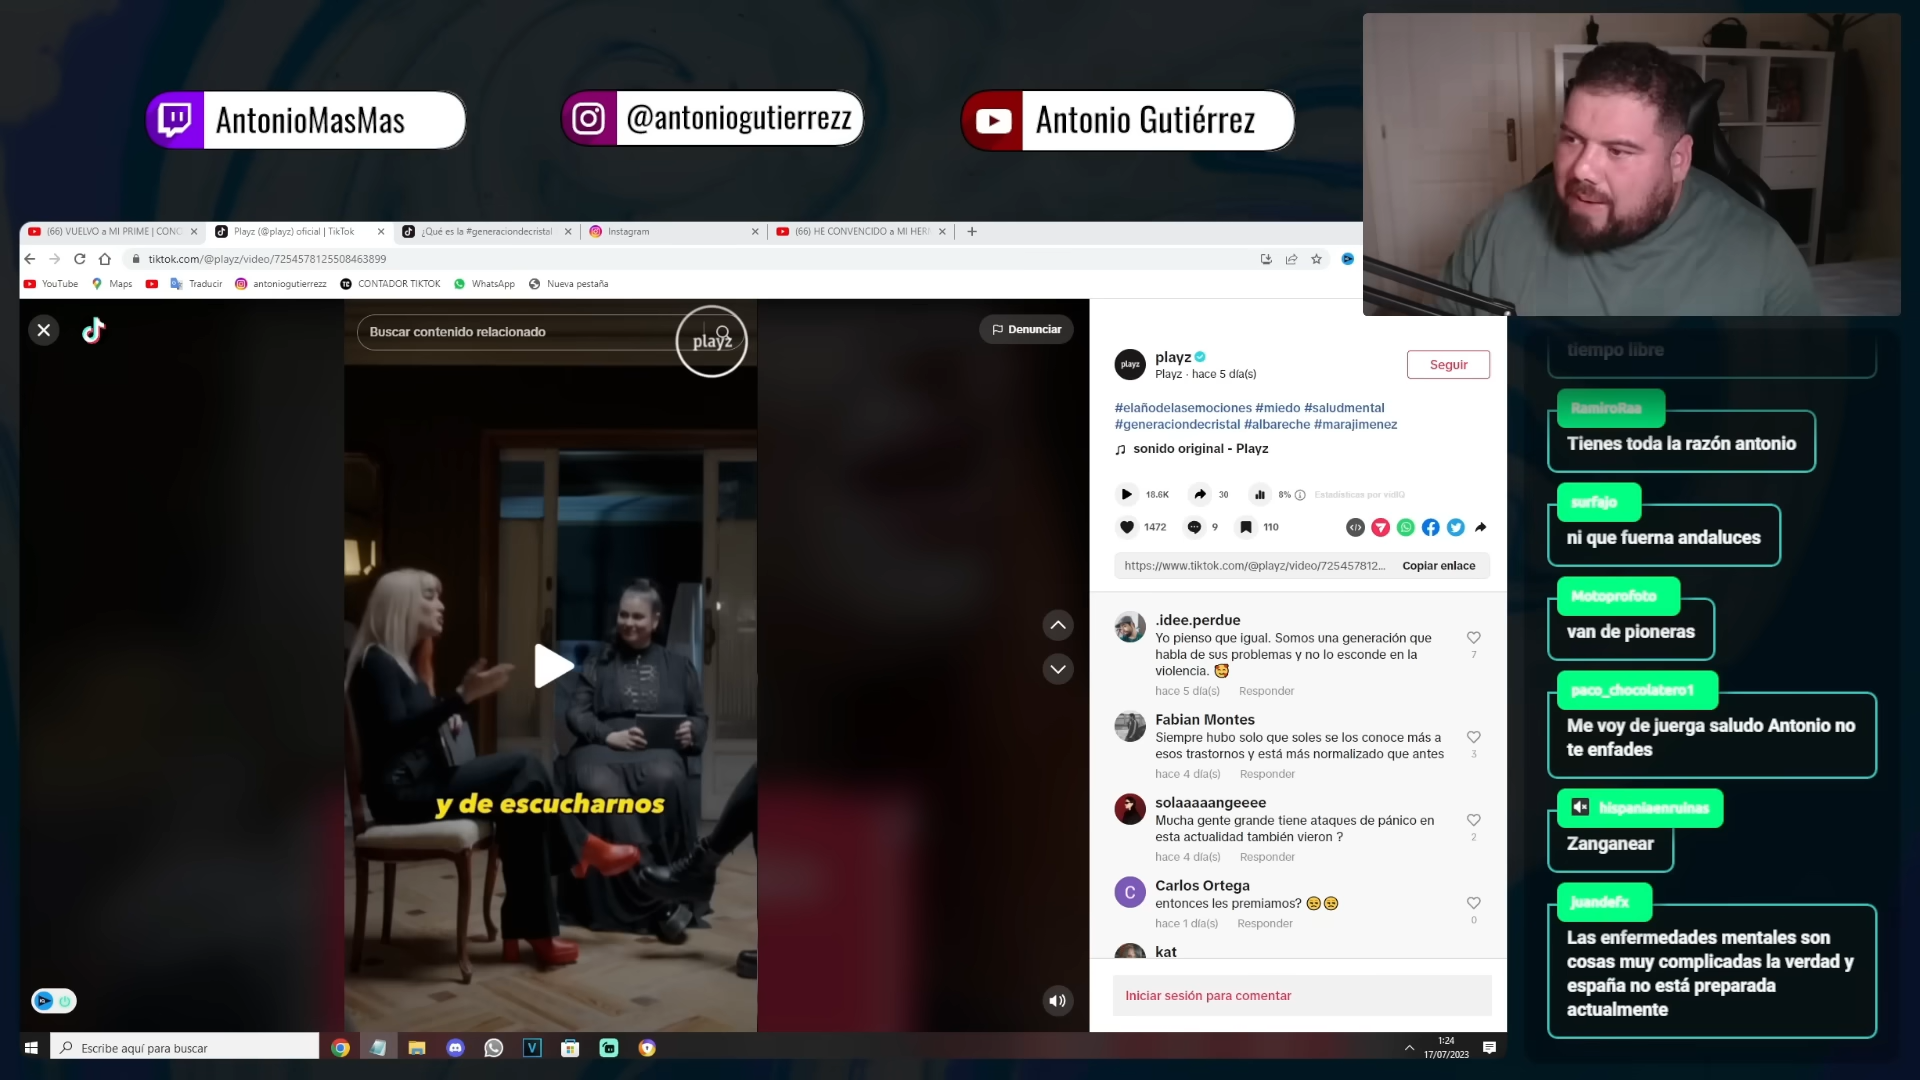 AntonioMasMas
@antoniogutierrezz
Antonio Gutiérrez
(66) VUELVO a MI PRIME | CONC
Playz (@playz) oficial | TikTok
¿Qué es la #generaciondecristal
Instagram
(66) HE CONVENCIDO a MI HER
tiktok.com/@playz/video/7254578125508463899
YouTube
Maps
Traducir
antoniogutierrezz
CONTADOR TIKTOK
WhatsApp
Nueva pestaña
Buscar contenido relacionado
playz
Denunciar
y de escucharnos
playz
playz
Playz · hace 5 día(s)
Seguir
#elañodelasemociones #miedo #saludmental
#generaciondecristal #albareche #marajimenez
sonido original - Playz
18.6K
30
8%
Estadísticas por vidIQ
1472
9
110
https://www.tiktok.com/@playz/video/725457812...
Copiar enlace
.idee.perdue
Yo pienso que igual. Somos una generación que
habla de sus problemas y no lo esconde en la
violencia. 🥰
7
hace 5 día(s) Responder
Fabian Montes
Siempre hubo solo que soles se los conoce más a
esos trastornos y está más normalizado que antes
3
hace 4 día(s) Responder
solaaaaangeeee
Mucha gente grande tiene ataques de pánico en
esta actualidad también vieron ?
2
hace 4 día(s) Responder
C
Carlos Ortega
entonces les premiamos? 😒😒
0
hace 1 día(s) Responder
kat
Iniciar sesión para comentar
tiempo libre
RamiroRaa
Tienes toda la razón antonio
surfajo
ni que fuerna andaluces
Motoprofoto
van de pioneras
paco_chocolatero1
Me voy de juerga saludo Antonio no
te enfades
hispaniaenruinas
Zanganear
juandefx
Las enfermedades mentales son
cosas muy complicadas la verdad y
españa no está preparada
actualmente
Escribe aquí para buscar
1:24
17/07/2023